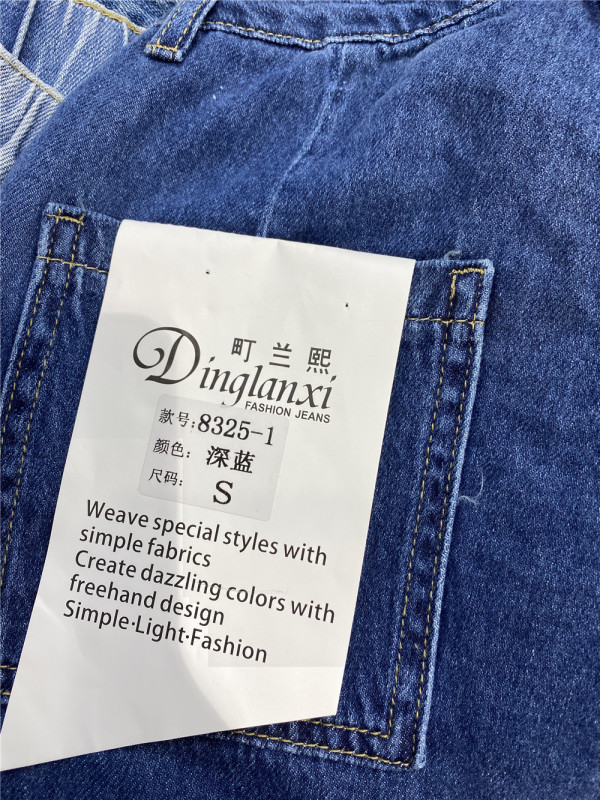 町兰熙
Dinglanxi
FASHION JEANS
款号:8325-1
颜色: 深蓝
尺码: S
Weave special styles with
simple fabrics
Create dazzling colors with
freehand design
Simple·Light·Fashion